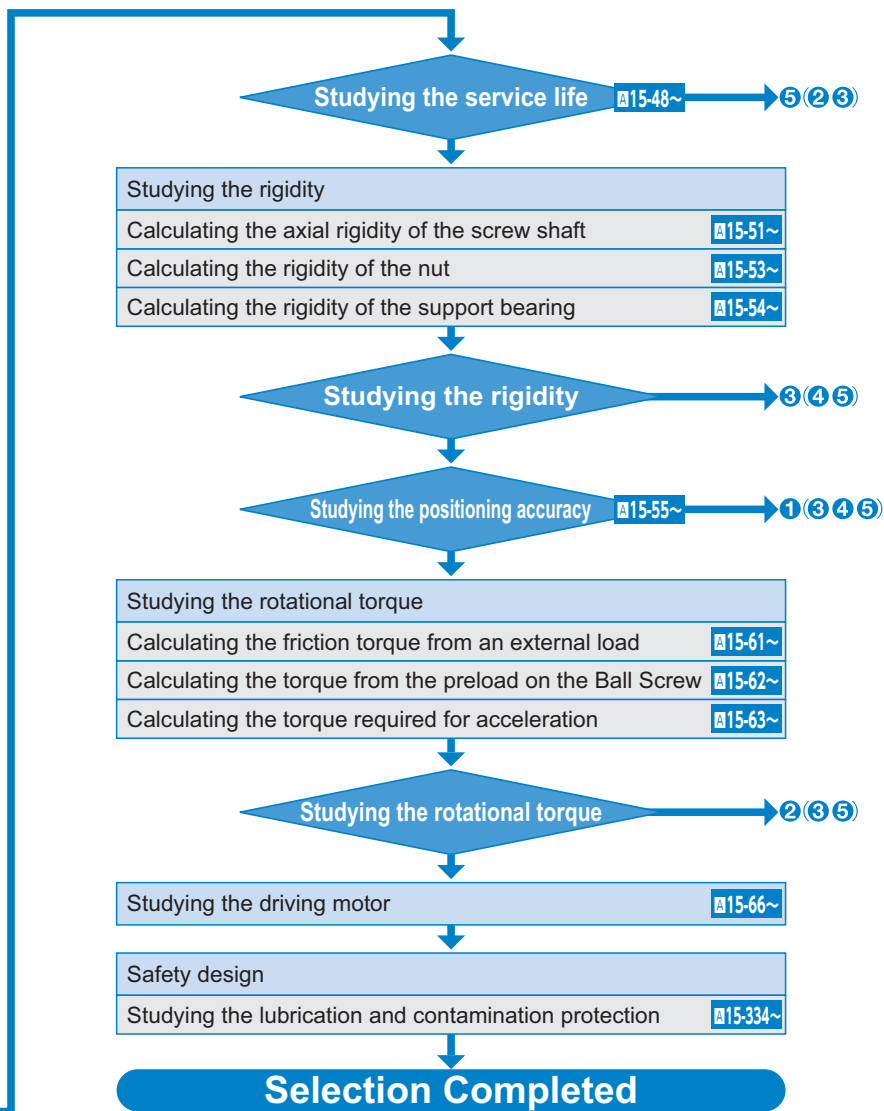 Studying the service life A15-48~ ❺(❷❸)
Studying the rigidity
Calculating the axial rigidity of the screw shaft A15-51~
Calculating the rigidity of the nut A15-53~
Calculating the rigidity of the support bearing A15-54~
Studying the rigidity ❸(❹❺)
Studying the positioning accuracy A15-55~ ❶(❸❹❺)
Studying the rotational torque
Calculating the friction torque from an external load A15-61~
Calculating the torque from the preload on the Ball Screw A15-62~
Calculating the torque required for acceleration A15-63~
Studying the rotational torque ❷(❸❺)
Studying the driving motor A15-66~
Safety design
Studying the lubrication and contamination protection A15-334~
Selection Completed